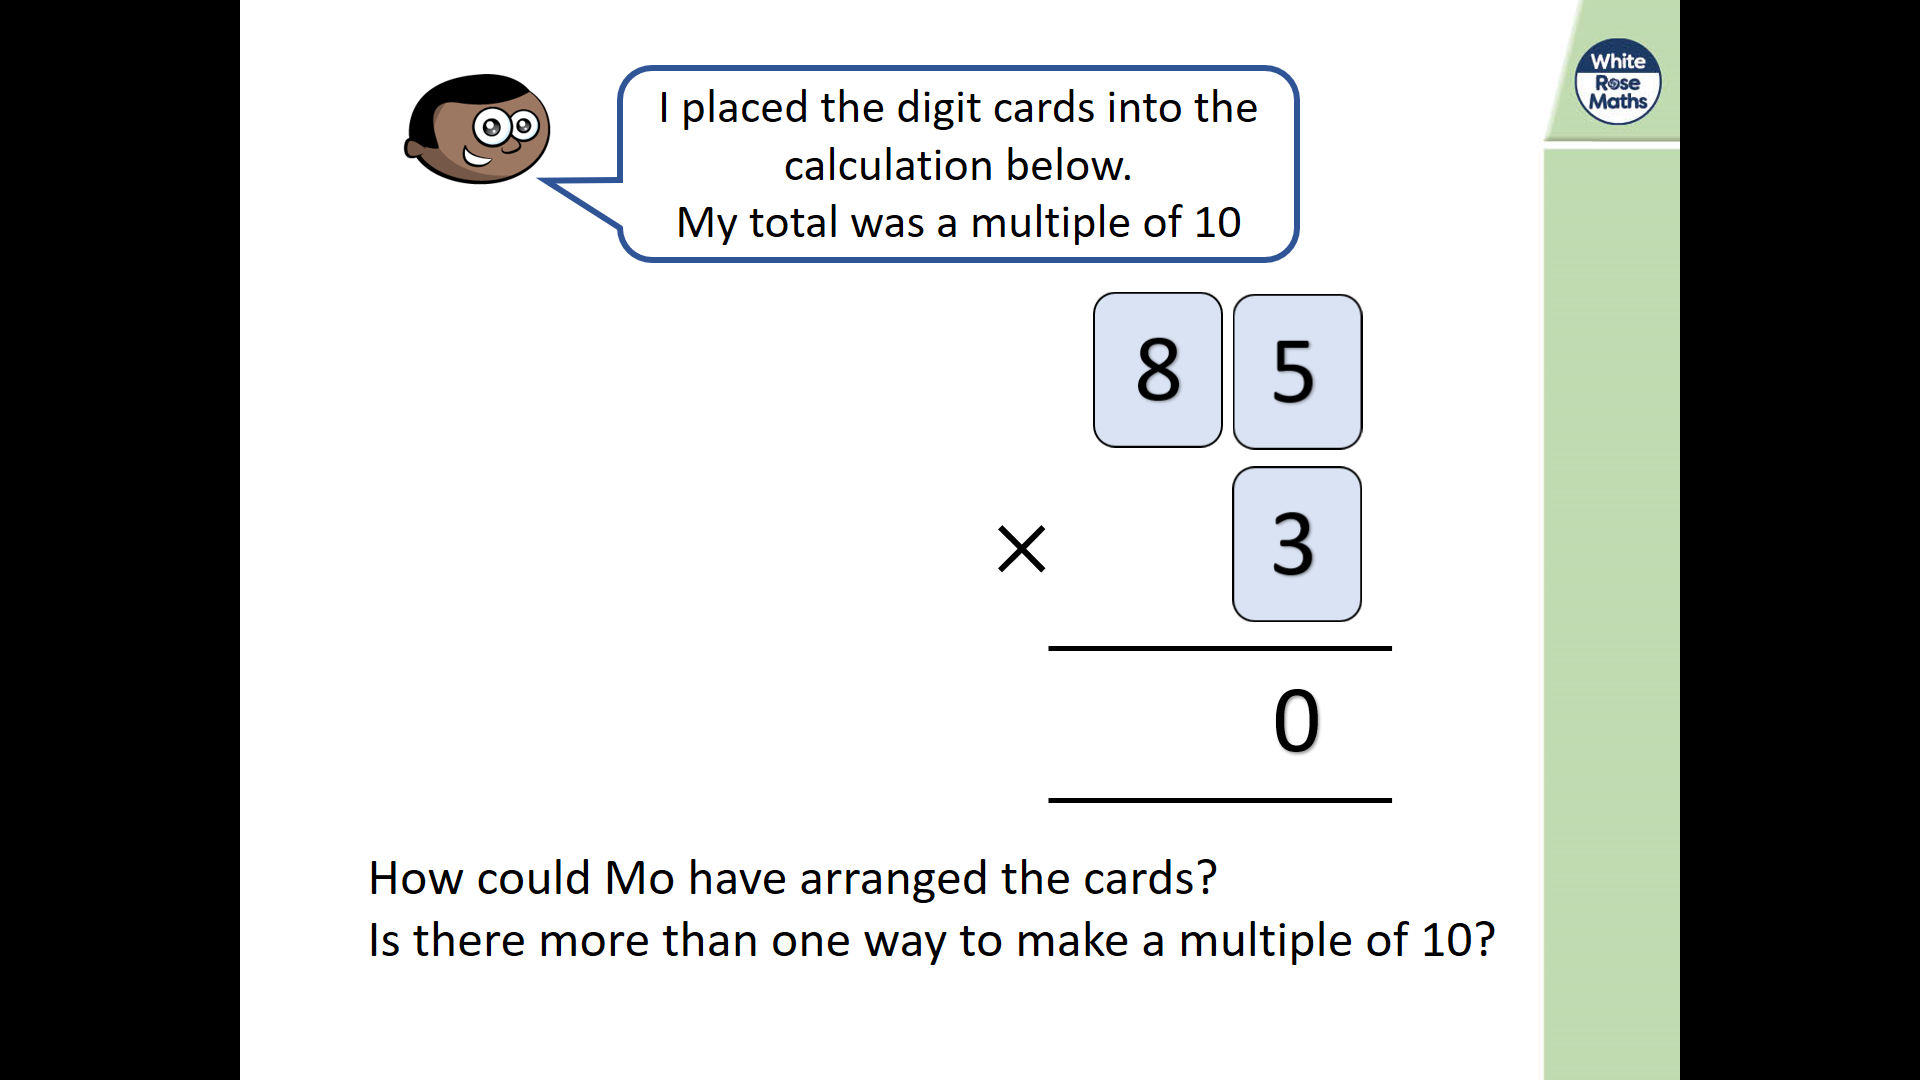 I placed the digit cards into the
calculation below.
My total was a multiple of 10
White
Rose
Maths
8 5
× 3
0
How could Mo have arranged the cards?
Is there more than one way to make a multiple of 10?